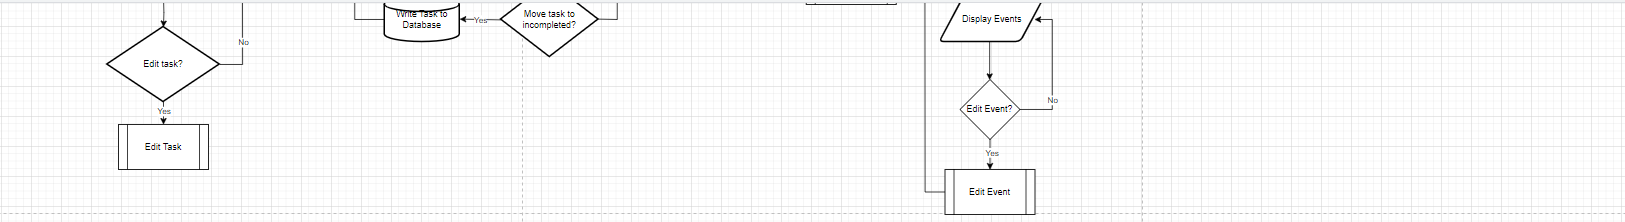 Write Task to
Database
Yes
Move task to
incompleted?
Display Events
No
Edit task?
Yes
Edit Task
No
Edit Event?
Yes
Edit Event